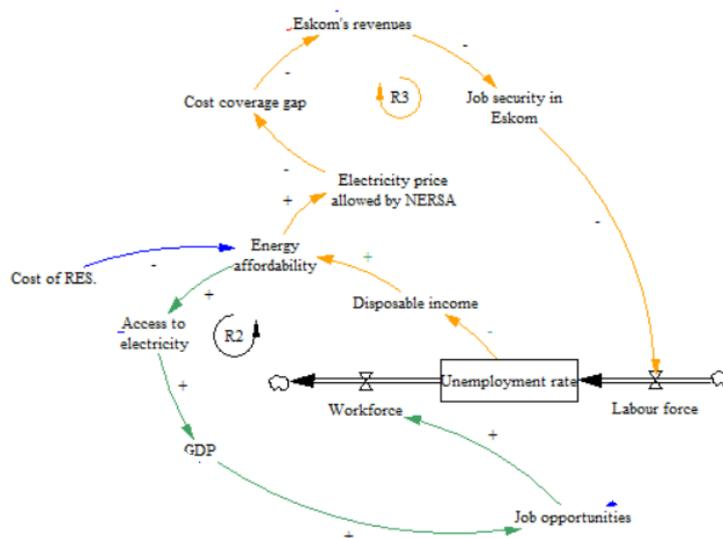 Eskom's revenues
-
-
R3
Cost coverage gap
Job security in
Eskom
-
Electricity price
allowed by NERSA
+
-
Energy
affordability
+
-
Cost of RES.
+
Disposable income
Access to
electricity
R2
-
Unemployment rate
+
Workforce
Labour force
+
GDP
Job opportunities
+